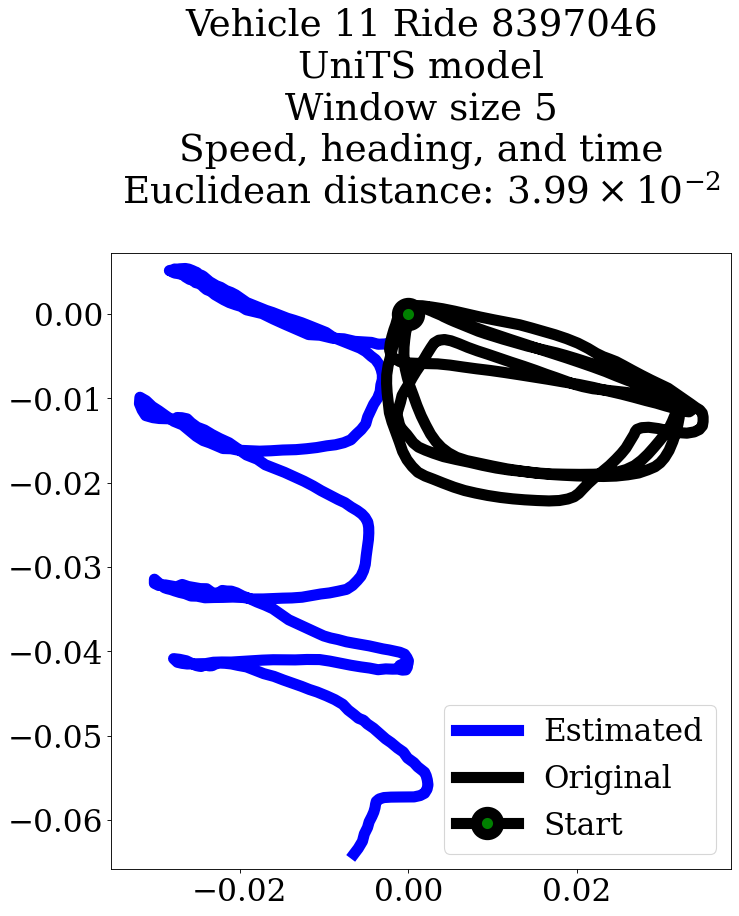 Vehicle 11 Ride 8397046
UniTS model
Window size 5
Speed, heading, and time
Euclidean distance: 3.99 × 10⁻²
0.00
−0.01
−0.02
−0.03
−0.04
−0.05
−0.06
Estimated
Original
Start
−0.02 0.00 0.02